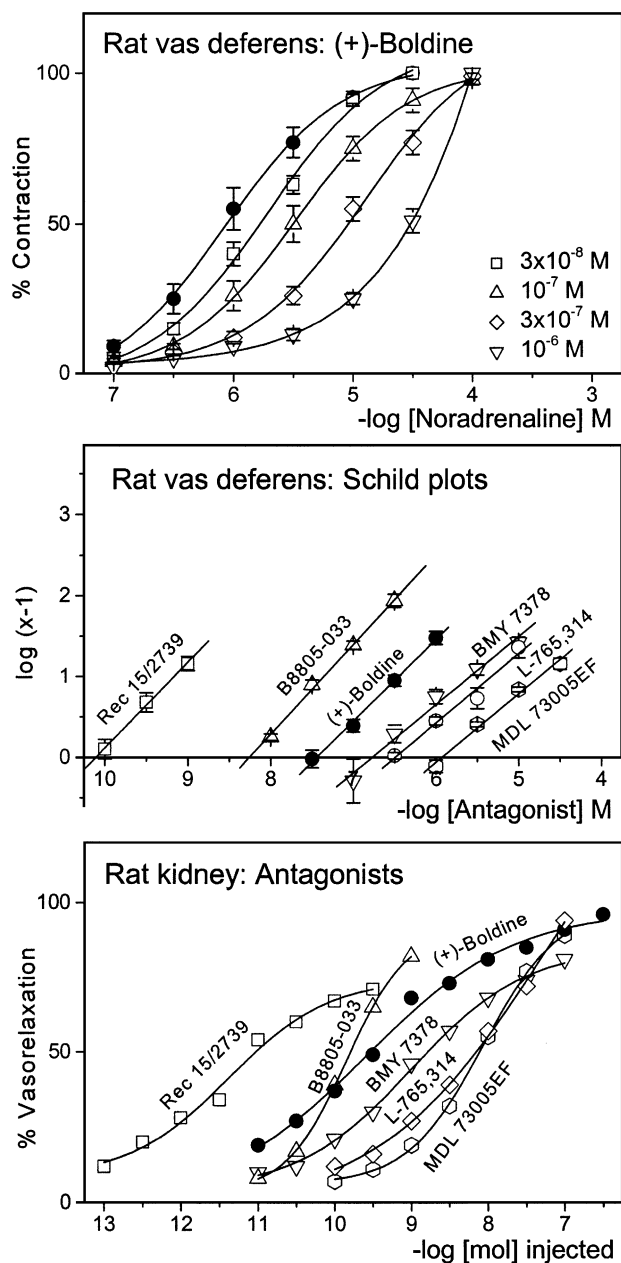 Rat vas deferens: (+)-Boldine
100
50
0
% Contraction
3x10⁻⁸ M
10⁻⁷ M
3x10⁻⁷ M
10⁻⁶ M
7 6 5 4 3
-log [Noradrenaline] M
Rat vas deferens: Schild plots
3
2
1
0
log (x-1)
Rec 15/2739
B8805-033
(+)-Boldine
BMY 7378
L-765,314
MDL 73005EF
10 9 8 7 6 5 4
-log [Antagonist] M
Rat kidney: Antagonists
100
50
0
% Vasorelaxation
Rec 15/2739
B8805-033
(+)-Boldine
BMY 7378
L-765,314
MDL 73005EF
13 12 11 10 9 8 7
-log [mol] injected